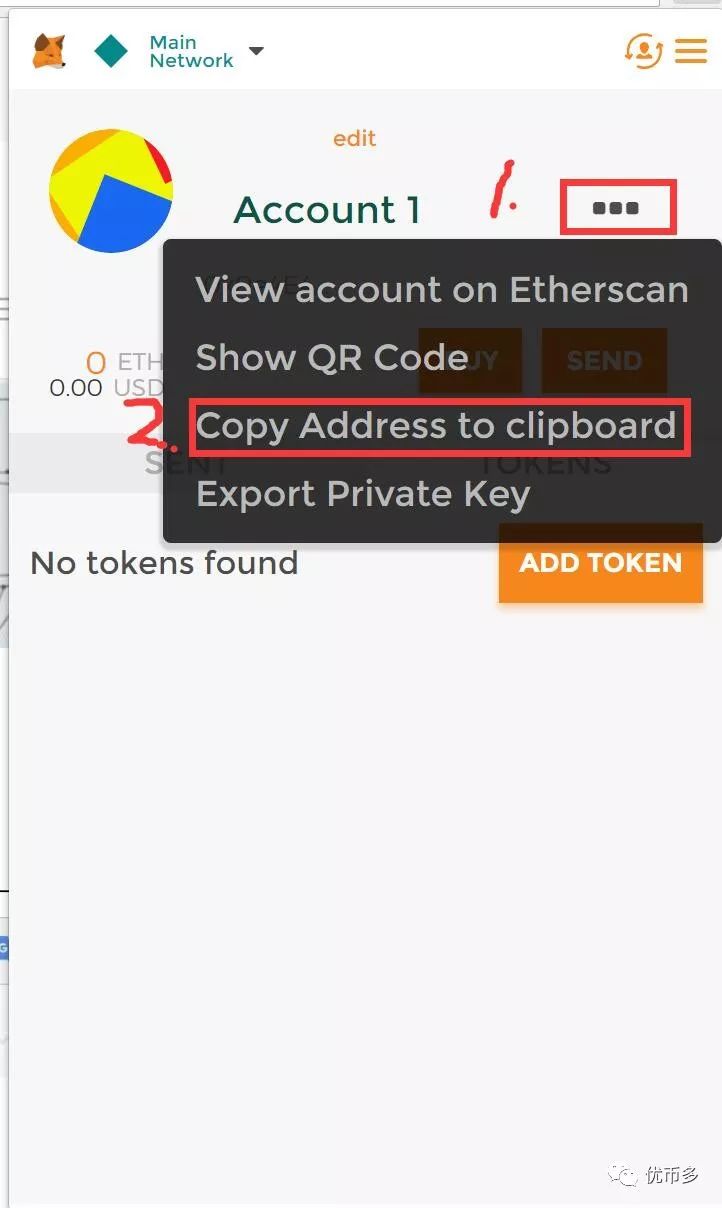 Main
Network
edit
Account 1
1.
View account on Etherscan
Show QR Code
BUY
SEND
0 ETH
0.00 USD
2.
Copy Address to clipboard
SENT
TOKENS
Export Private Key
No tokens found
ADD TOKEN
G
优币多